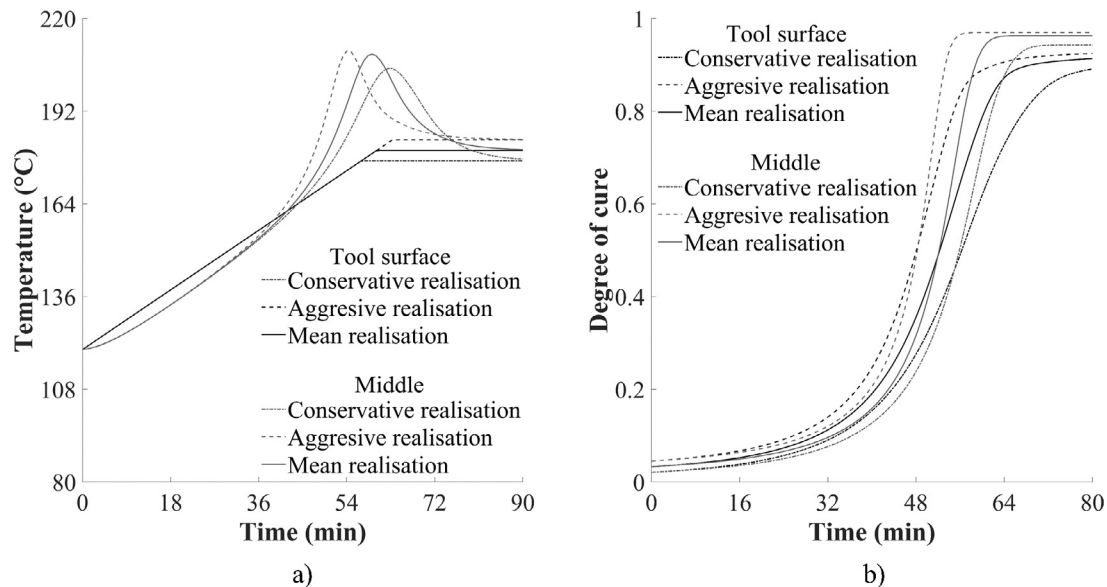 220
192
164
136
108
80
Temperature (°C)
Tool surface
Conservative realisation
Aggresive realisation
Mean realisation
Middle
Conservative realisation
Aggresive realisation
Mean realisation
0 18 36 54 72 90
Time (min)
a)
1
0.8
0.6
0.4
0.2
0
Degree of cure
Tool surface
Conservative realisation
Aggresive realisation
Mean realisation
Middle
Conservative realisation
Aggresive realisation
Mean realisation
0 16 32 48 64 80
Time (min)
b)